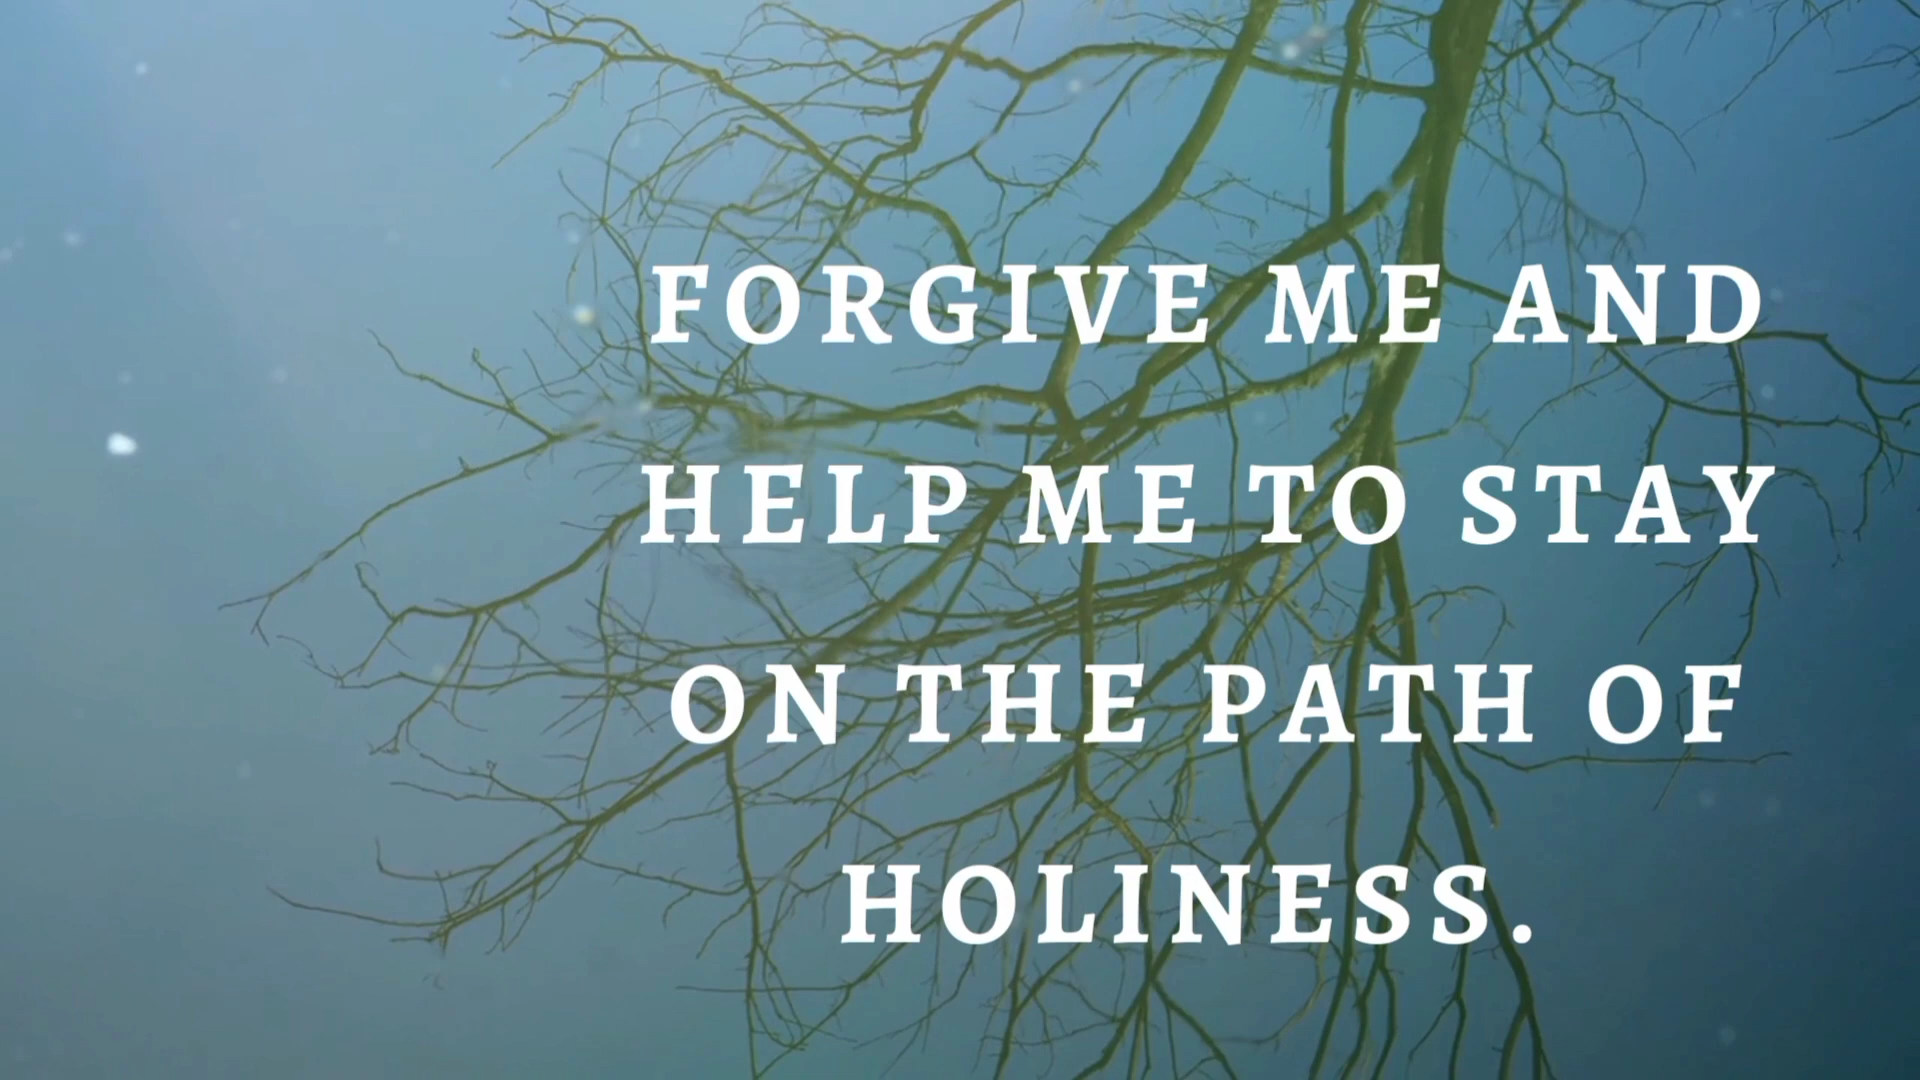 FORGIVE ME AND
HELP ME TO STAY
ON THE PATH OF
HOLINESS.